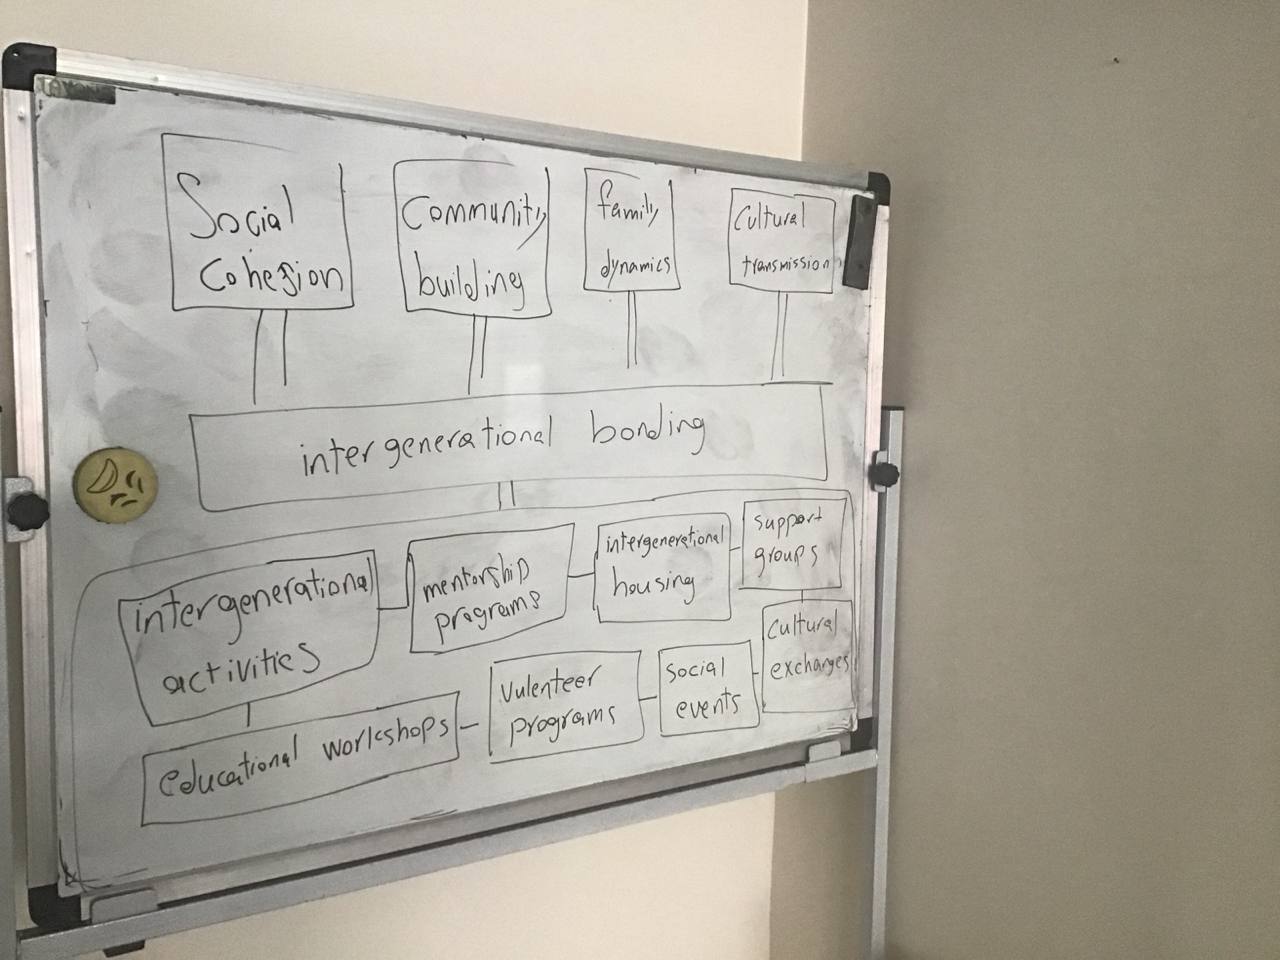 Social
Cohesion
Community
building
family
dynamics
Cultural
transmission
intergenerational bonding
intergenerational
activities
mentorship
programs
intergenerational
housing
support
groups
cultural
exchanges
social
events
vulenteer
programs
educational workshops